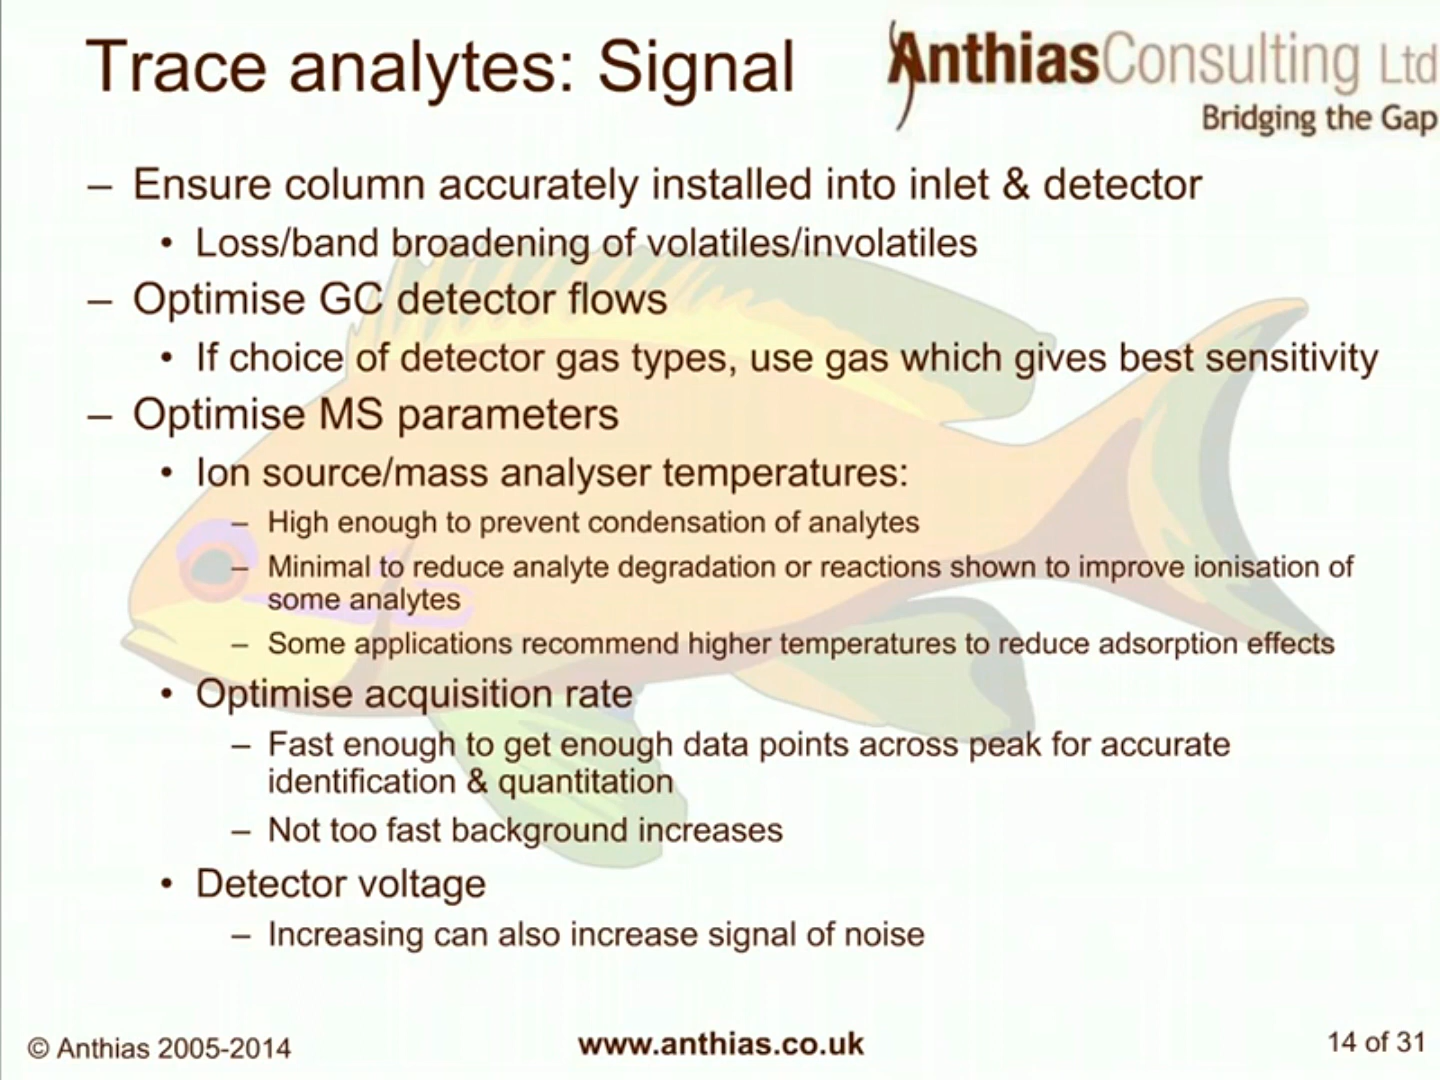 Trace analytes: Signal
AnthiasConsulting Ltd
Bridging the Gap
– Ensure column accurately installed into inlet & detector
• Loss/band broadening of volatiles/involatiles
– Optimise GC detector flows
• If choice of detector gas types, use gas which gives best sensitivity
– Optimise MS parameters
• Ion source/mass analyser temperatures:
– High enough to prevent condensation of analytes
– Minimal to reduce analyte degradation or reactions shown to improve ionisation of
some analytes
– Some applications recommend higher temperatures to reduce adsorption effects
• Optimise acquisition rate
– Fast enough to get enough data points across peak for accurate
identification & quantitation
– Not too fast background increases
• Detector voltage
– Increasing can also increase signal of noise
© Anthias 2005-2014
www.anthias.co.uk
14 of 31